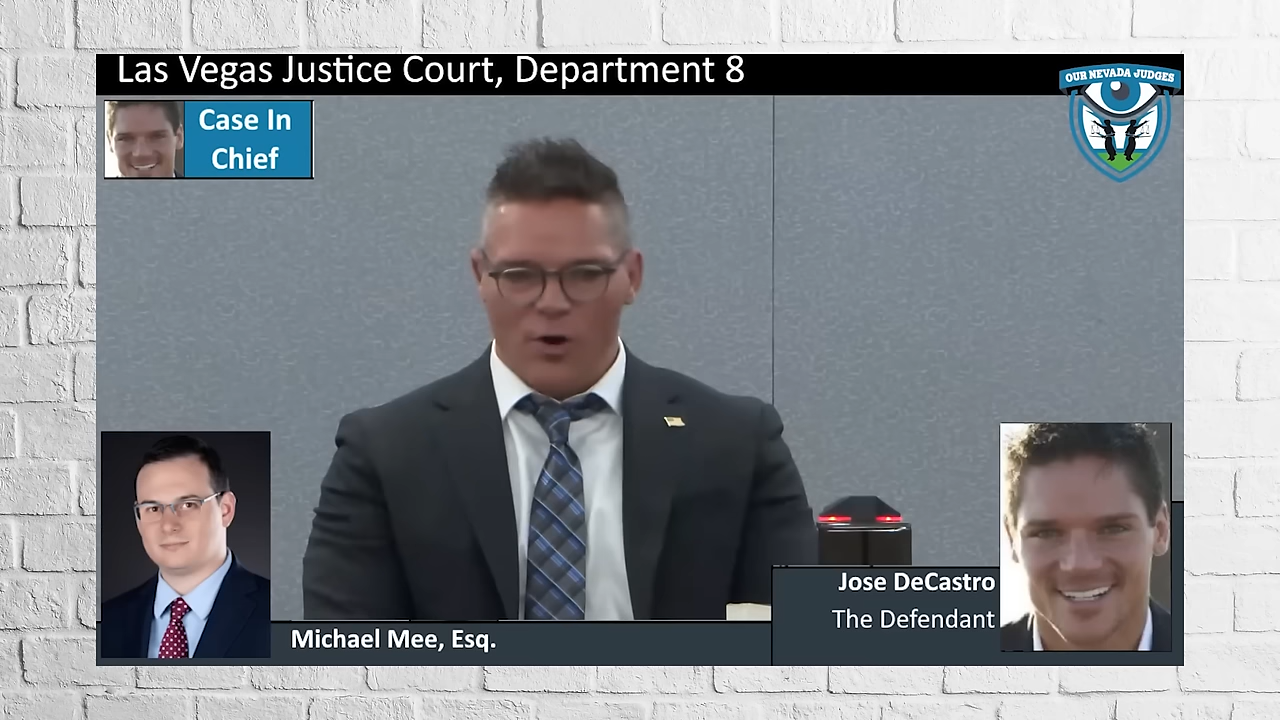 Las Vegas Justice Court, Department 8
OUR NEVADA JUDGES
Case In
Chief
Jose DeCastro
The Defendant
Michael Mee, Esq.